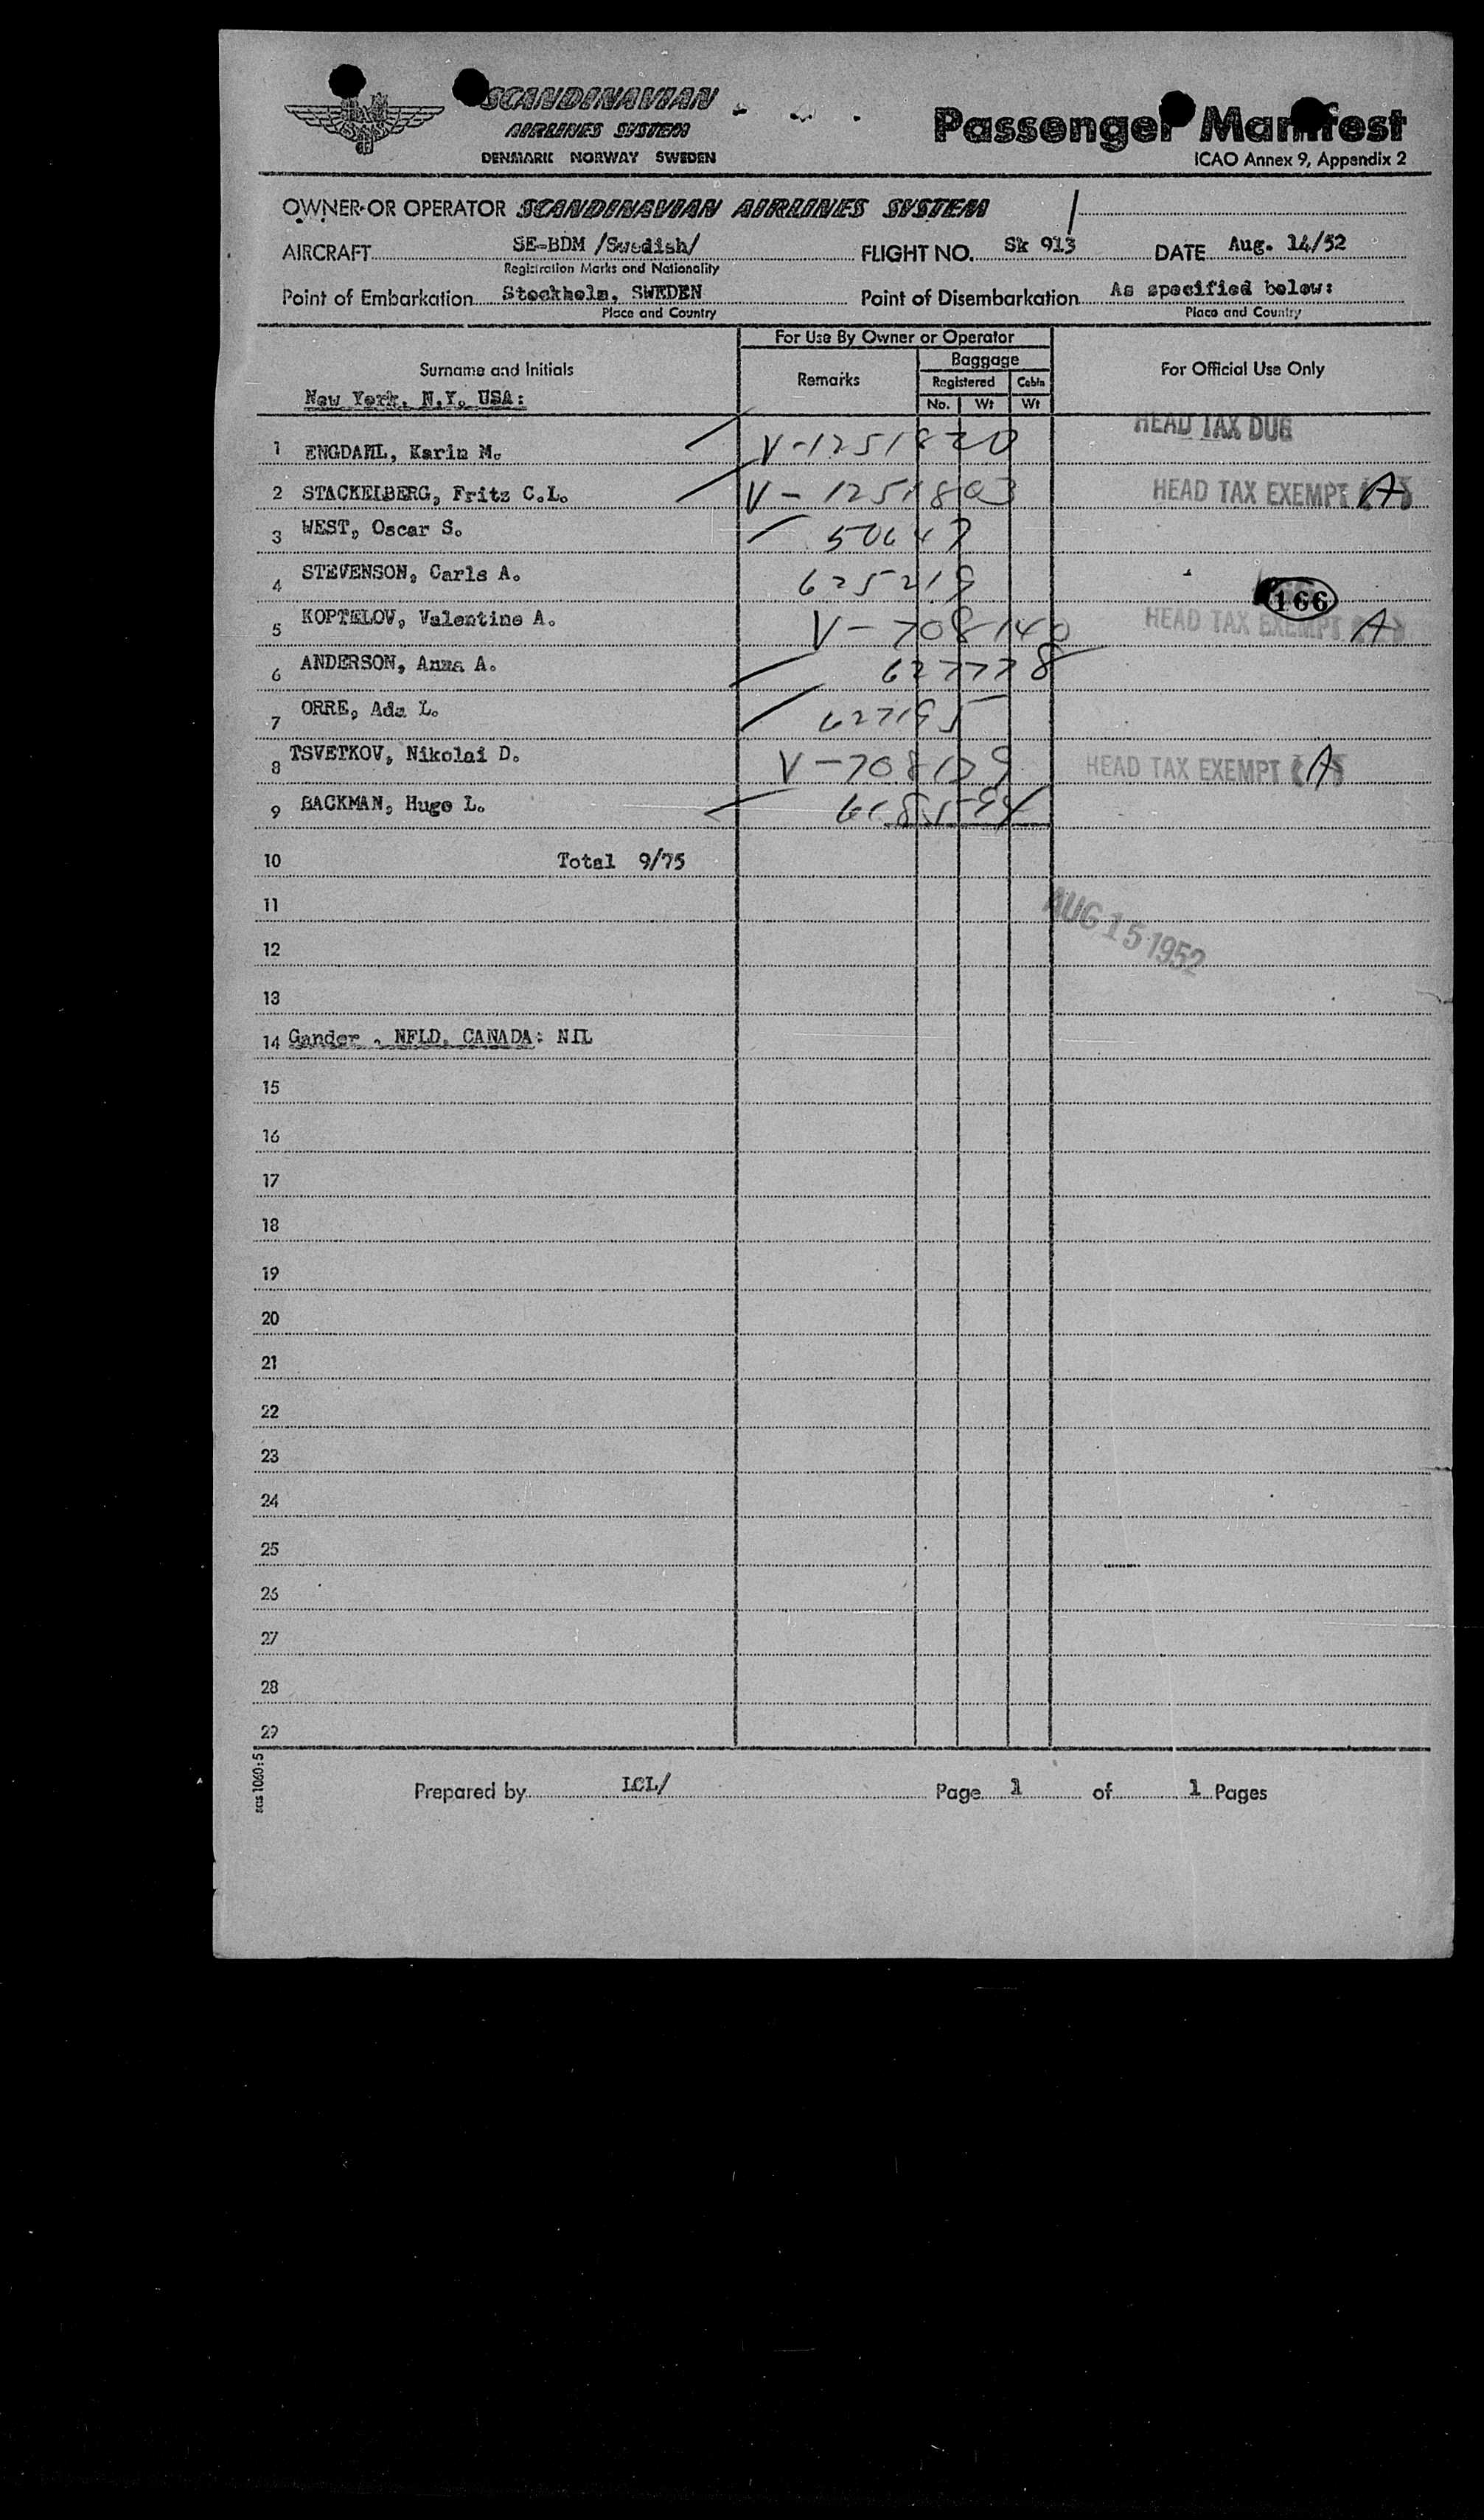 SCANDINAVIAN
AIRLINES SYSTEM
DENMARK NORWAY SWEDEN
Passenger Manifest
ICAO Annex 9, Appendix 2
OWNER OR OPERATOR SCANDINAVIAN AIRLINES SYSTEM
AIRCRAFT SE-BDM /Swedish/ FLIGHT NO. Sk 913 DATE Aug. 14/52
Registration Marks and Nationality
Point of Embarkation Stockholm, SWEDEN Point of Disembarkation As specified below:
Place and Country Place and Country
For Use By Owner or Operator
Surname and Initials Remarks Baggage For Official Use Only
Registered Cabin
New York, N.Y. USA: No. Wt Wt
HEAD TAX DUE
1 ENGDAHL, Karin M. V-1251820
2 STACKELBERG, Fritz C.L. V-1251803 HEAD TAX EXEMPT A
3 WEST, Oscar S. 50647
4 STEVENSON, Carls A. 625219
166
5 KOPTELOV, Valentine A. V-708140 HEAD TAX EXEMPT A
6 ANDERSON, Anna A. 627778
7 ORRE, Ada L. 627195
8 TSVETKOV, Nikolai D. V-708139 HEAD TAX EXEMPT A
9 BACKMAN, Hugo L.
10 Total 9/75
11
AUG 15 1952
12
13
14 Gander, NFLD, CANADA: NIL
15
16
17
18
19
20
21
22
23
24
25
26
27
28
29
sas 1060:5
Prepared by LCL/ Page 1 of 1 Pages